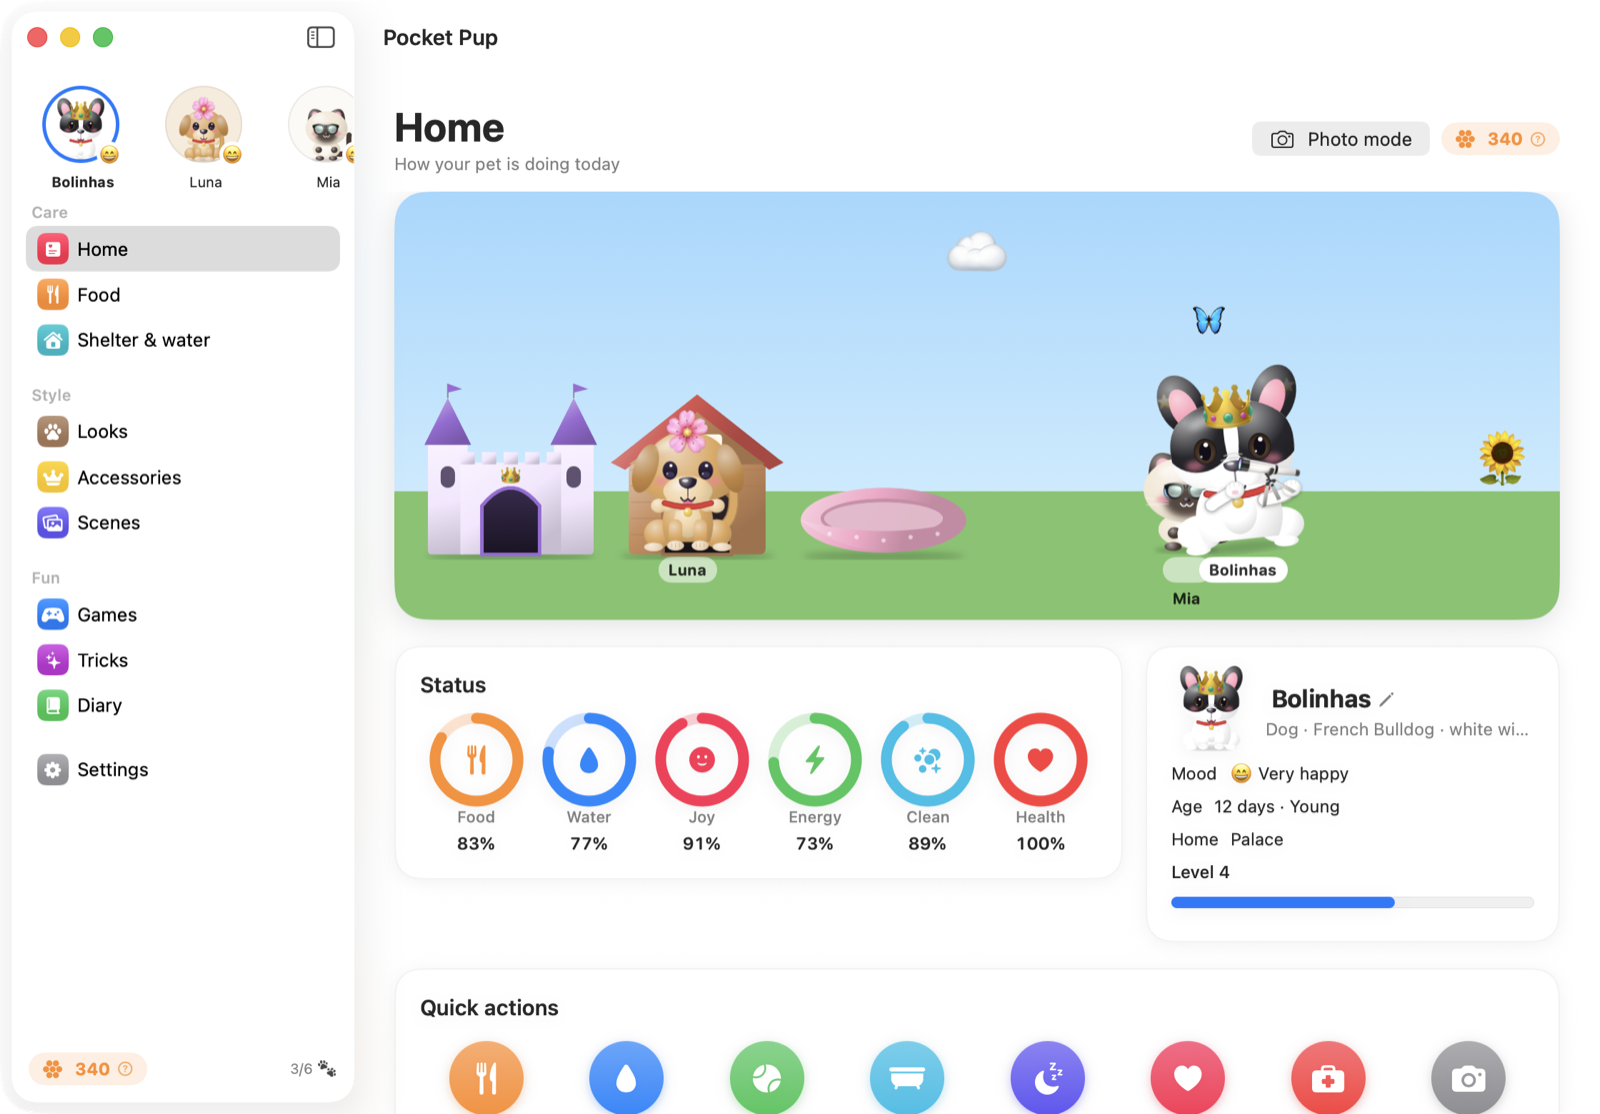 Pocket Pup
Bolinhas
Luna
Mia
Care
Home
Food
Shelter & water
Style
Looks
Accessories
Scenes
Fun
Games
Tricks
Diary
Settings
340
3/6
Home
How your pet is doing today
Photo mode
340
Luna
Bolinhas
Mia
Status
Food
83%
Water
77%
Joy
91%
Energy
73%
Clean
89%
Health
100%
Bolinhas
Dog · French Bulldog · white wi...
Mood 😄 Very happy
Age 12 days · Young
Home Palace
Level 4
Quick actions